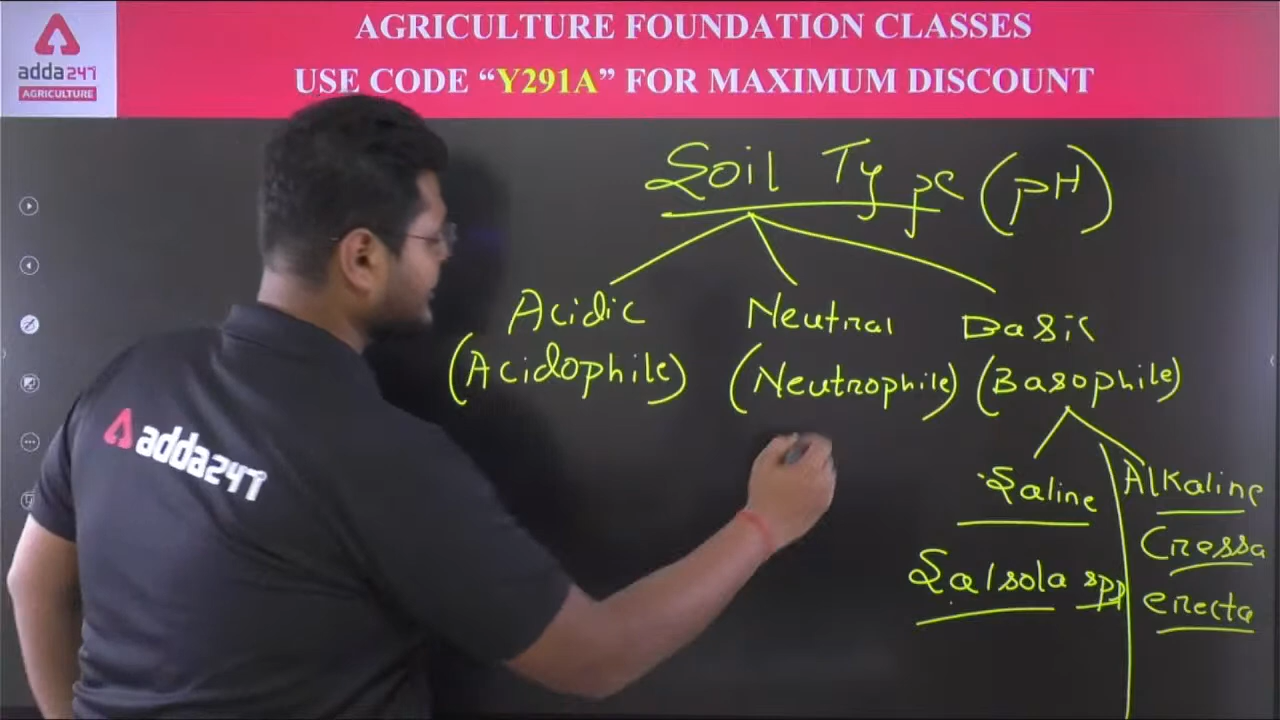 AGRICULTURE FOUNDATION CLASSES
USE CODE “Y291A” FOR MAXIMUM DISCOUNT
adda247
AGRICULTURE
Soil Type (pH)
Acidic Neutral Basic
(Acidophile) (Neutrophile) (Basophile)
Saline Alkaline
Salsola spp Cressa
erecta
adda247